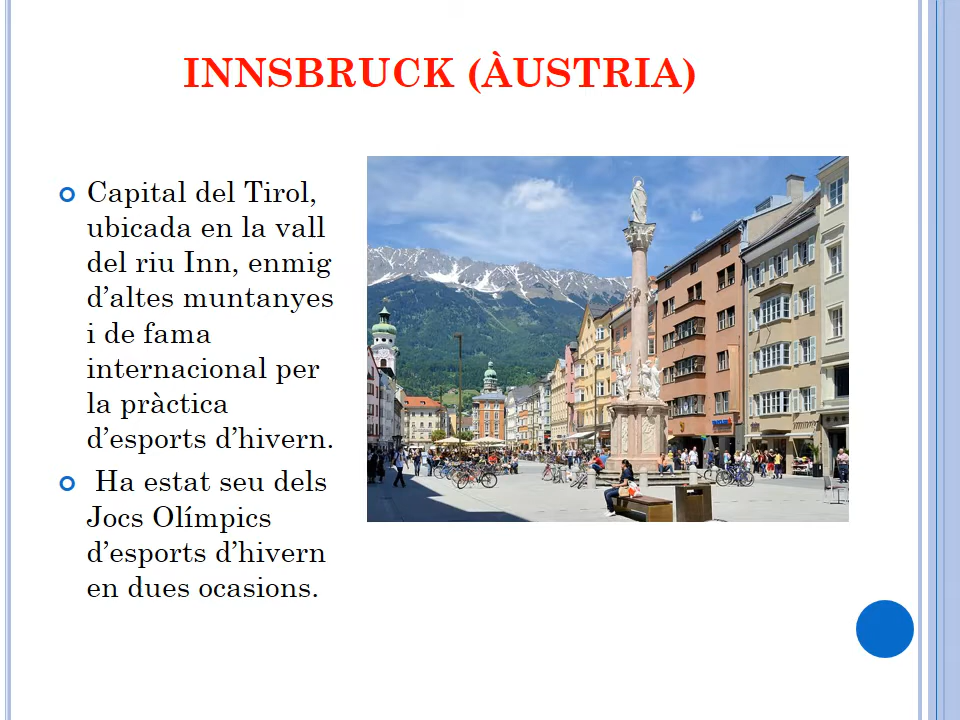 INNSBRUCK (ÀUSTRIA)
Capital del Tirol,
ubicada en la vall
del riu Inn, enmig
d’altes muntanyes
i de fama
internacional per
la pràctica
d’esports d’hivern.
Ha estat seu dels
Jocs Olímpics
d’esports d’hivern
en dues ocasions.